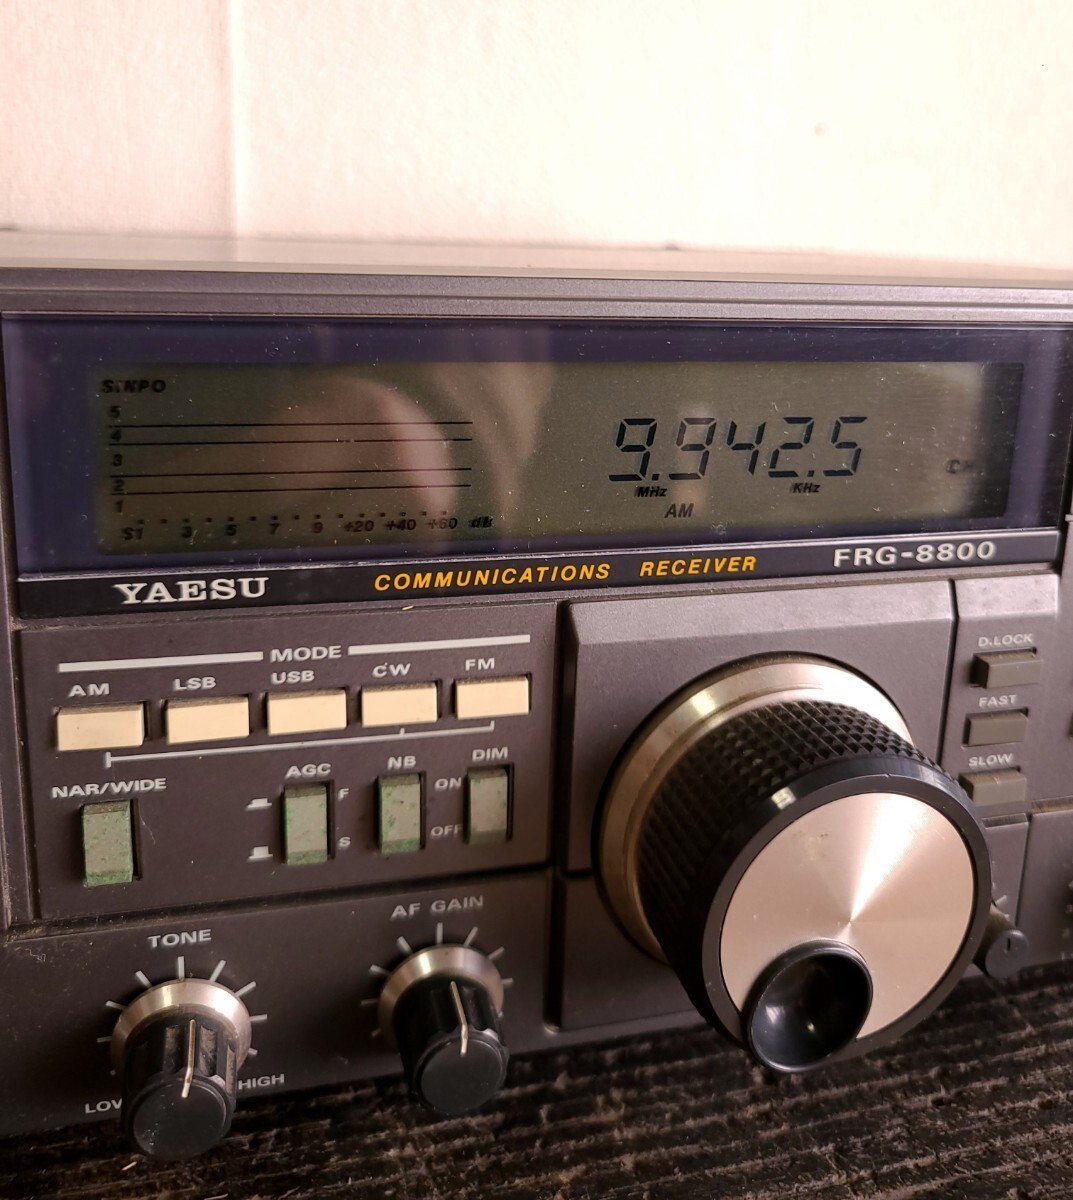 SINPO
5
4
3
2
1
S1 3 5 7 9 +20 +40 +60 dB
9.942.5
MHz KHz
AM
YAESU COMMUNICATIONS RECEIVER FRG-8800
MODE
AM LSB USB CW FM
NAR/WIDE AGC NB DIM
F ON
S OFF
D.LOCK
FAST
SLOW
TONE AF GAIN
LOW HIGH